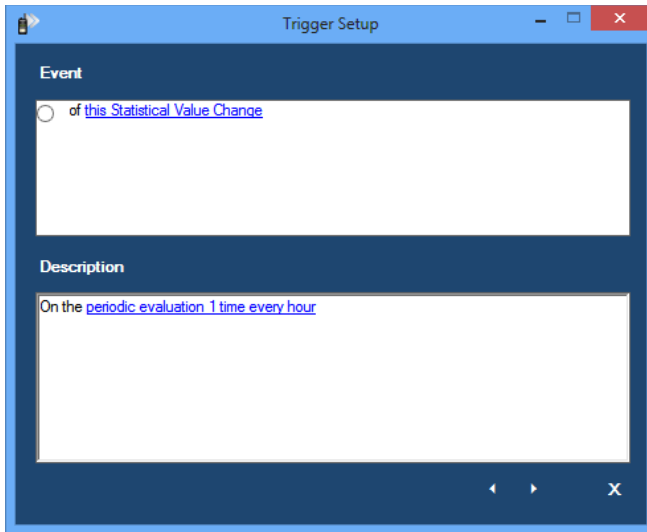 Trigger Setup
Event
of this Statistical Value Change
Description
On the periodic evaluation 1 time every hour
X